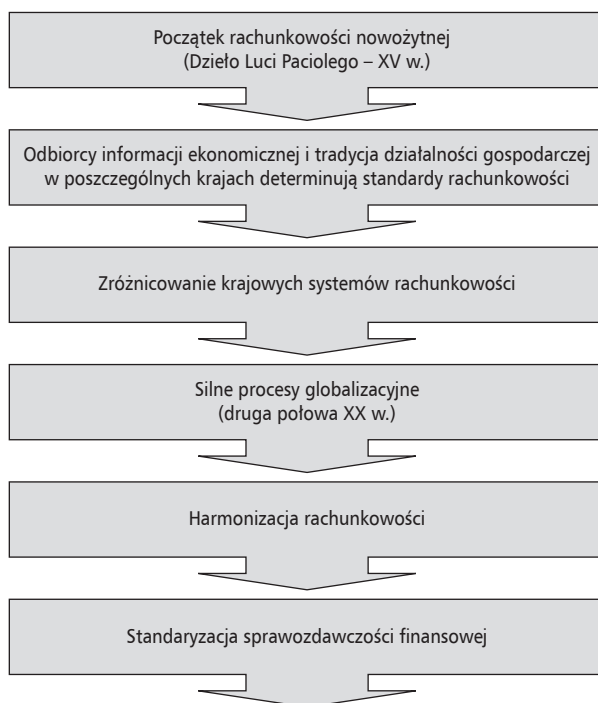 Początek rachunkowości nowożytnej
(Dzieło Luci Paciolego – XV w.)
Odbiorcy informacji ekonomicznej i tradycja działalności gospodarczej
w poszczególnych krajach determinują standardy rachunkowości
Zróżnicowanie krajowych systemów rachunkowości
Silne procesy globalizacyjne
(druga połowa XX w.)
Harmonizacja rachunkowości
Standaryzacja sprawozdawczości finansowej